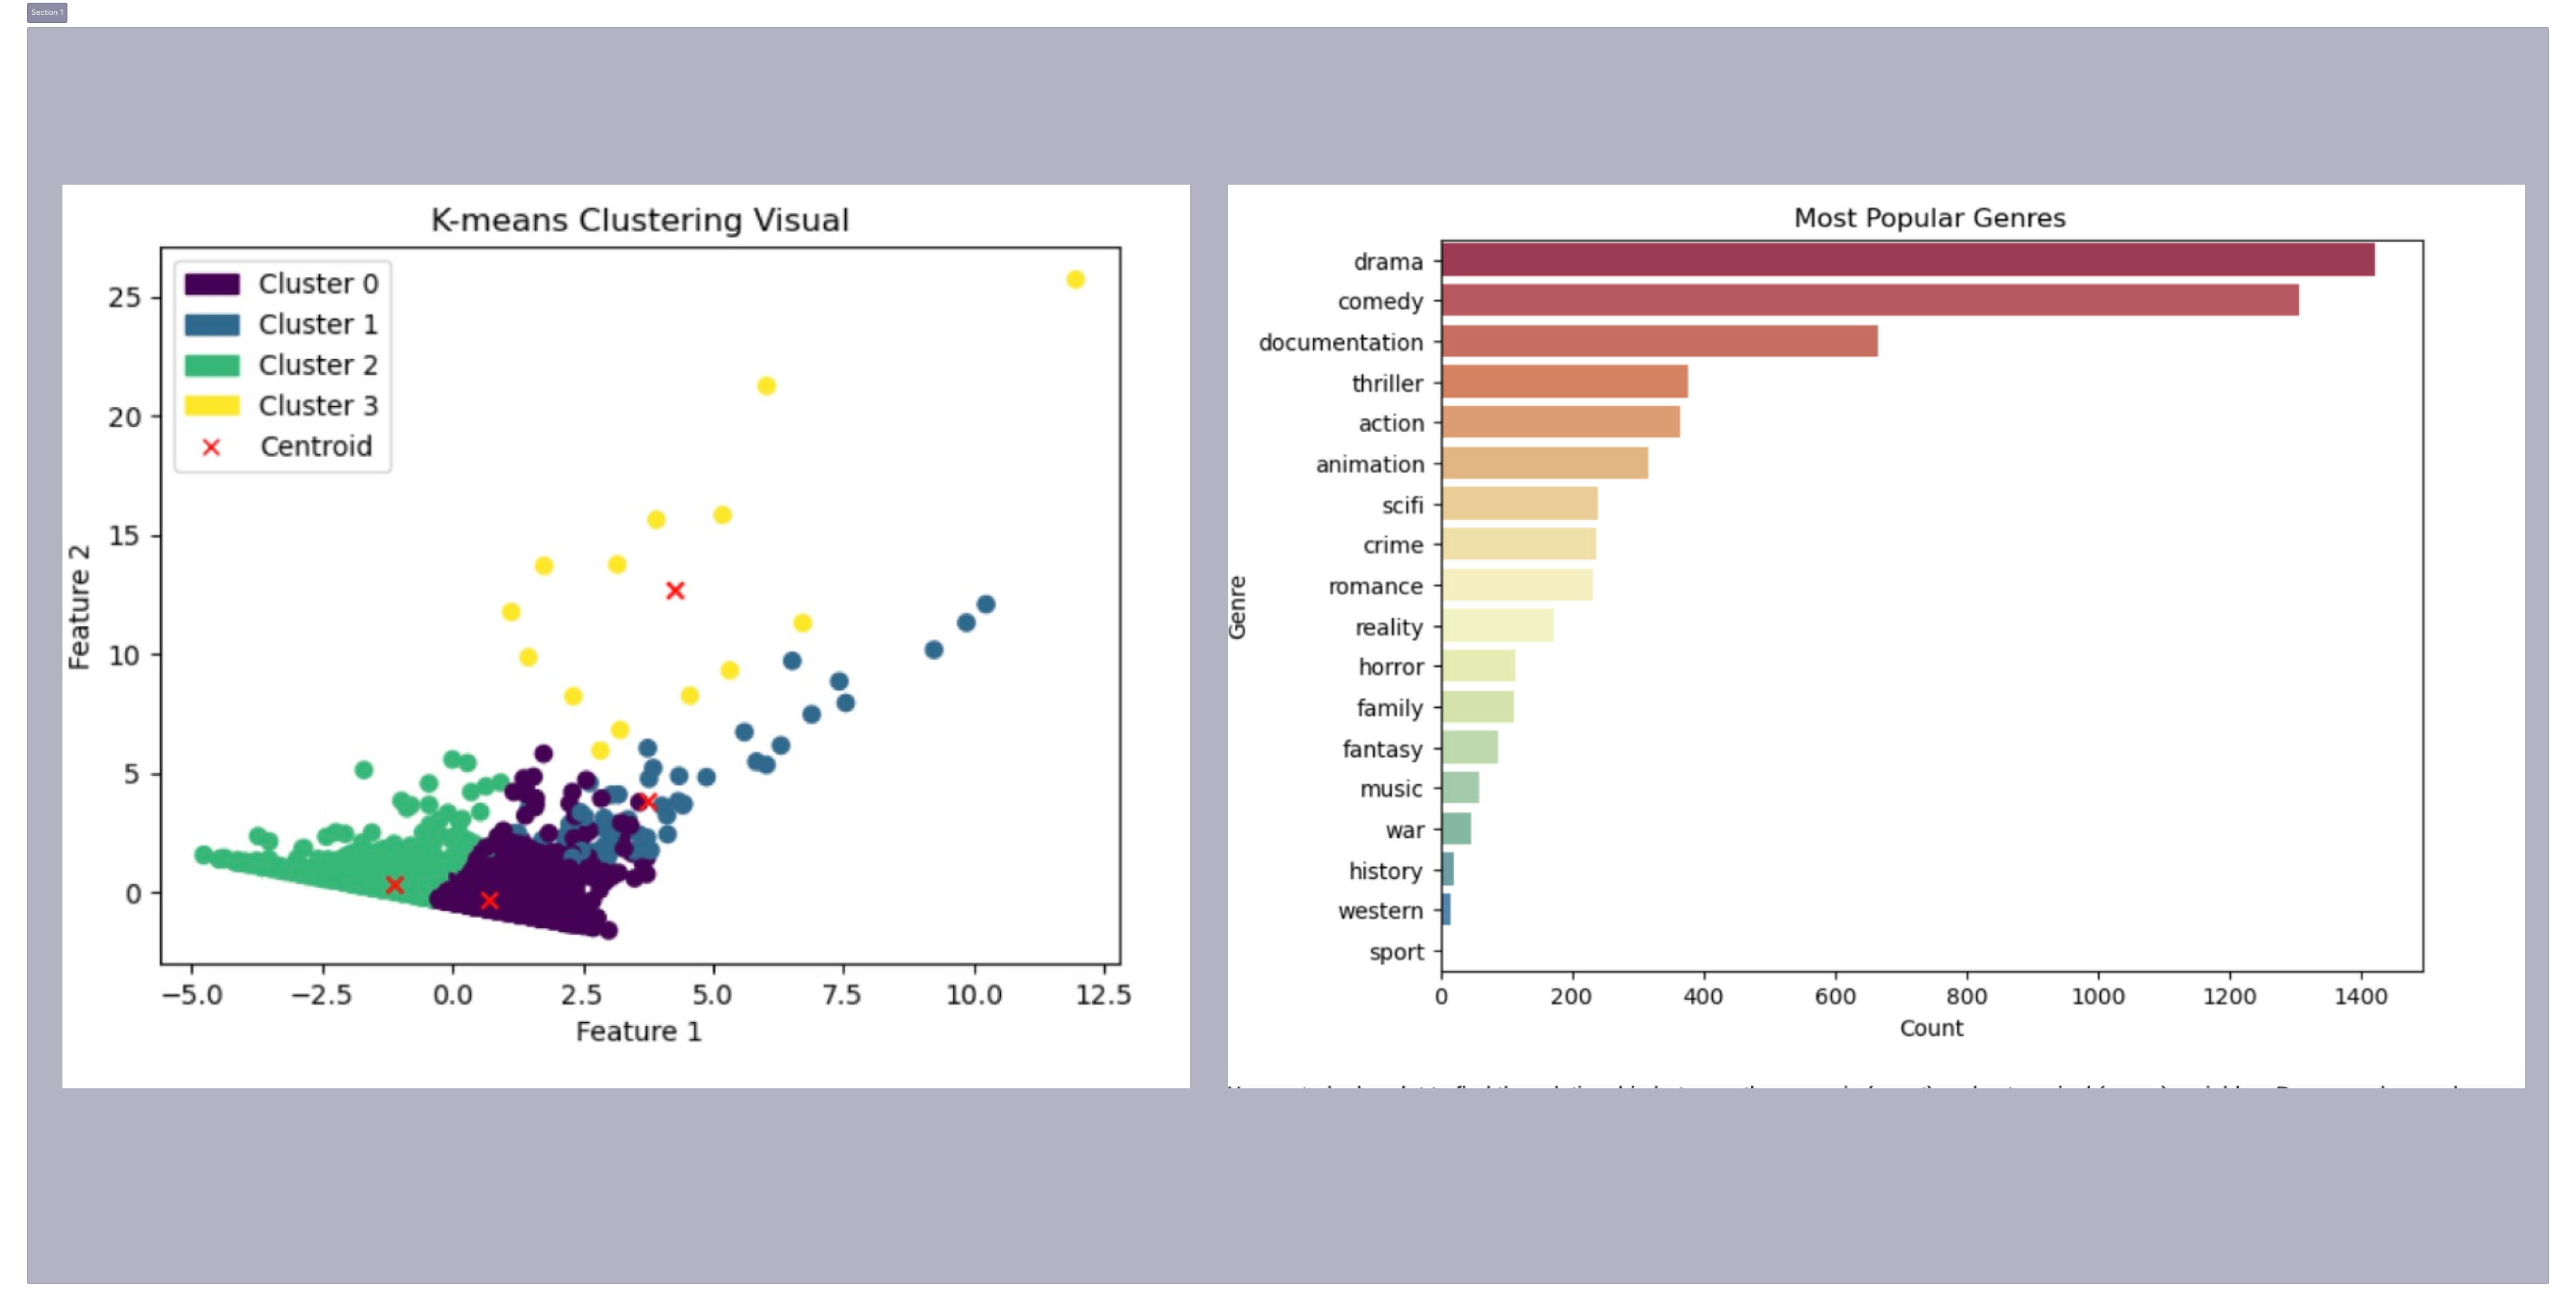 Section 1
K-means Clustering Visual
Cluster 0
Cluster 1
Cluster 2
Cluster 3
Centroid
25
20
15
10
5
0
Feature 2
−5.0 −2.5 0.0 2.5 5.0 7.5 10.0 12.5
Feature 1
Most Popular Genres
drama
comedy
documentation
thriller
action
animation
scifi
crime
romance
reality
horror
family
fantasy
music
war
history
western
sport
Genre
0 200 400 600 800 1000 1200 1400
Count